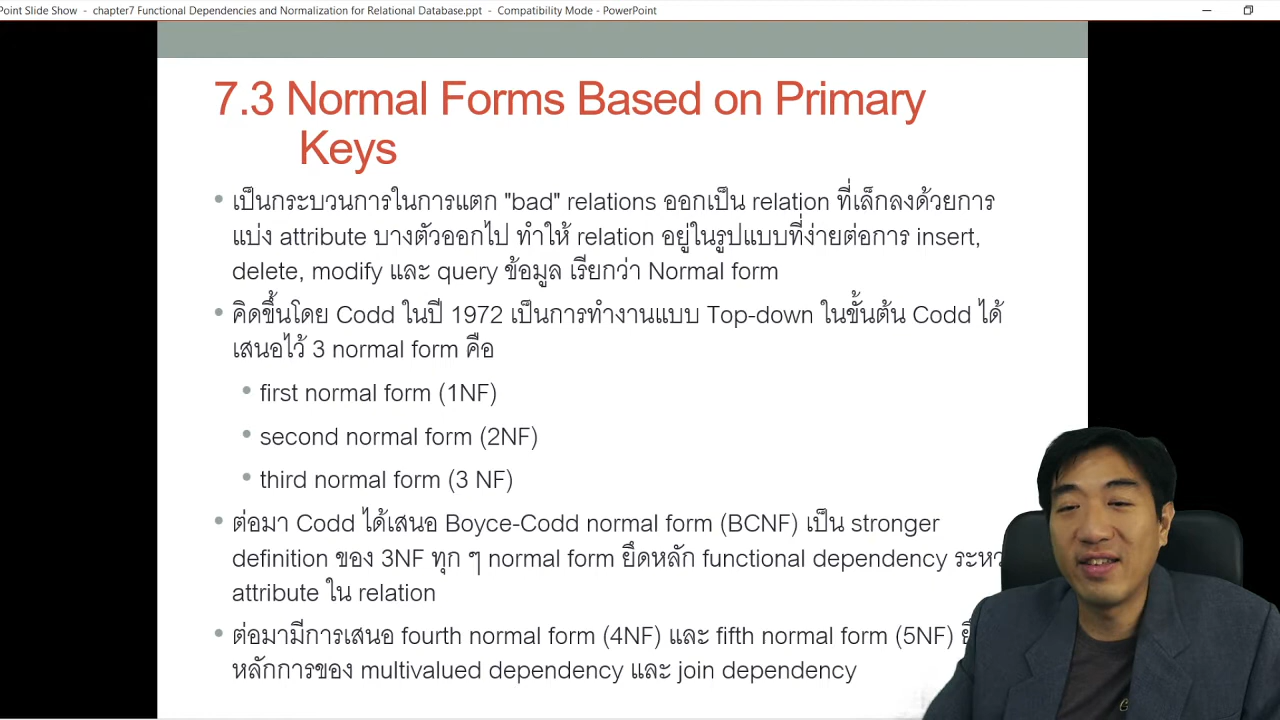 Point Slide Show - chapter7 Functional Dependencies and Normalization for Relational Database.ppt - Compatibility Mode - PowerPoint
7.3 Normal Forms Based on Primary
Keys
• เป็นกระบวนการในการแตก "bad" relations ออกเป็น relation ที่เล็กลงด้วยการ
แบ่ง attribute บางตัวออกไป ทำให้ relation อยู่ในรูปแบบที่ง่ายต่อการ insert,
delete, modify และ query ข้อมูล เรียกว่า Normal form
• คิดขึ้นโดย Codd ในปี 1972 เป็นการทำงานแบบ Top-down ในขั้นต้น Codd ได้
เสนอไว้ 3 normal form คือ
• first normal form (1NF)
• second normal form (2NF)
• third normal form (3 NF)
• ต่อมา Codd ได้เสนอ Boyce-Codd normal form (BCNF) เป็น stronger
definition ของ 3NF ทุก ๆ normal form ยึดหลัก functional dependency
attribute ใน relation
• ต่อมามีการเสนอ fourth normal form (4NF) และ fifth normal form (5NF)
หลักการของ multivalued dependency และ join dependency